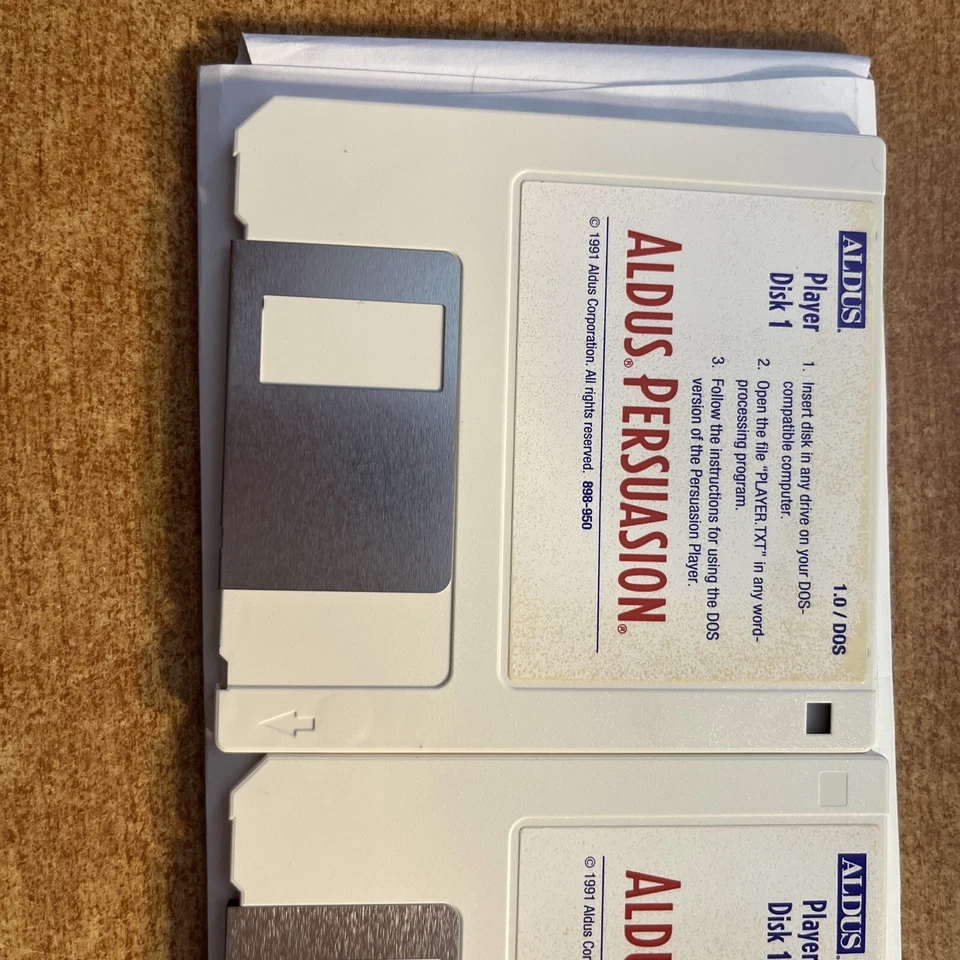 ALDUS®
Player
Disk 1
1.0 / DOS
1. Insert disk in any drive on your DOS-
compatible computer.
2. Open the file "PLAYER.TXT" in any word-
processing program.
3. Follow the instructions for using the DOS
version of the Persuasion Player.
ALDUS® PERSUASION®
© 1991 Aldus Corporation. All rights reserved. 898-950
ALDUS®
Player
Disk 1
ALDU
© 1991 Aldus Cor